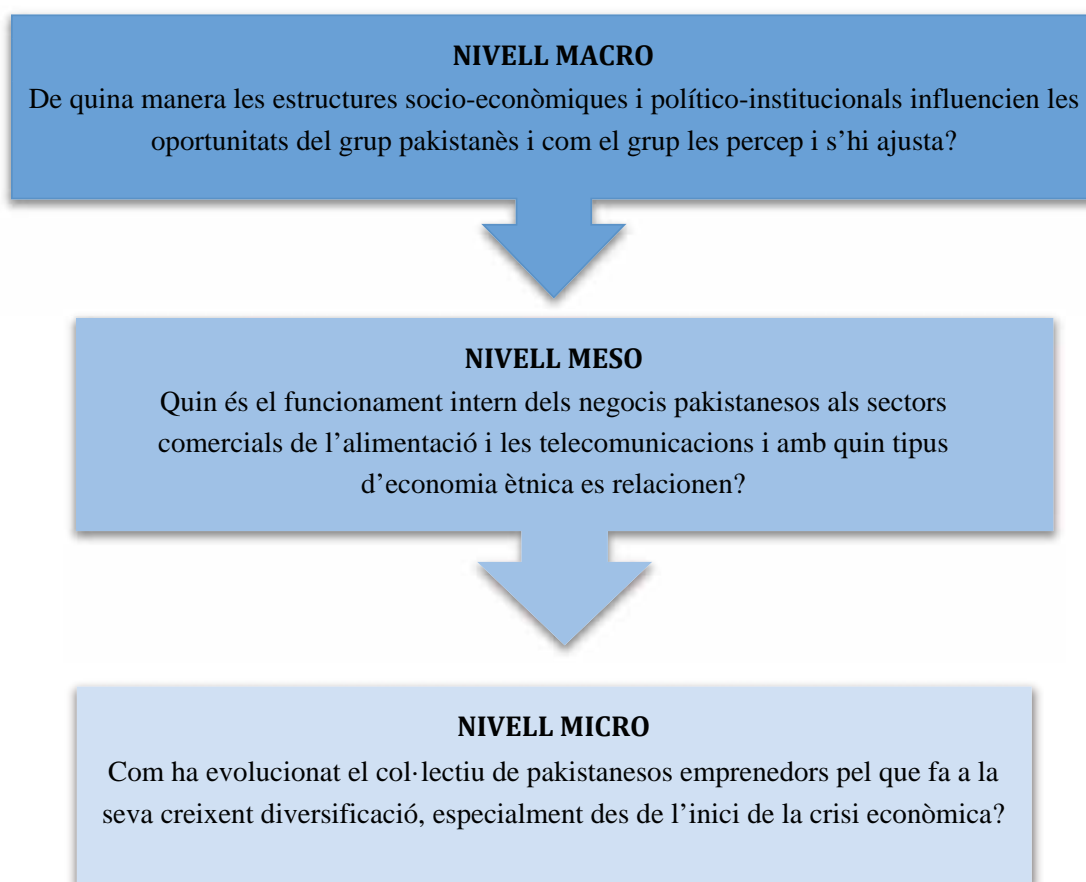 NIVELL MACRO
De quina manera les estructures socio-econòmiques i político-institucionals influencien les
oportunitats del grup pakistanès i com el grup les percep i s’hi ajusta?
NIVELL MESO
Quin és el funcionament intern dels negocis pakistanesos als sectors
comercials de l’alimentació i les telecomunicacions i amb quin tipus
d’economia ètnica es relacionen?
NIVELL MICRO
Com ha evolucionat el col·lectiu de pakistanesos emprenedors pel que fa a la
seva creixent diversificació, especialment des de l’inici de la crisi econòmica?